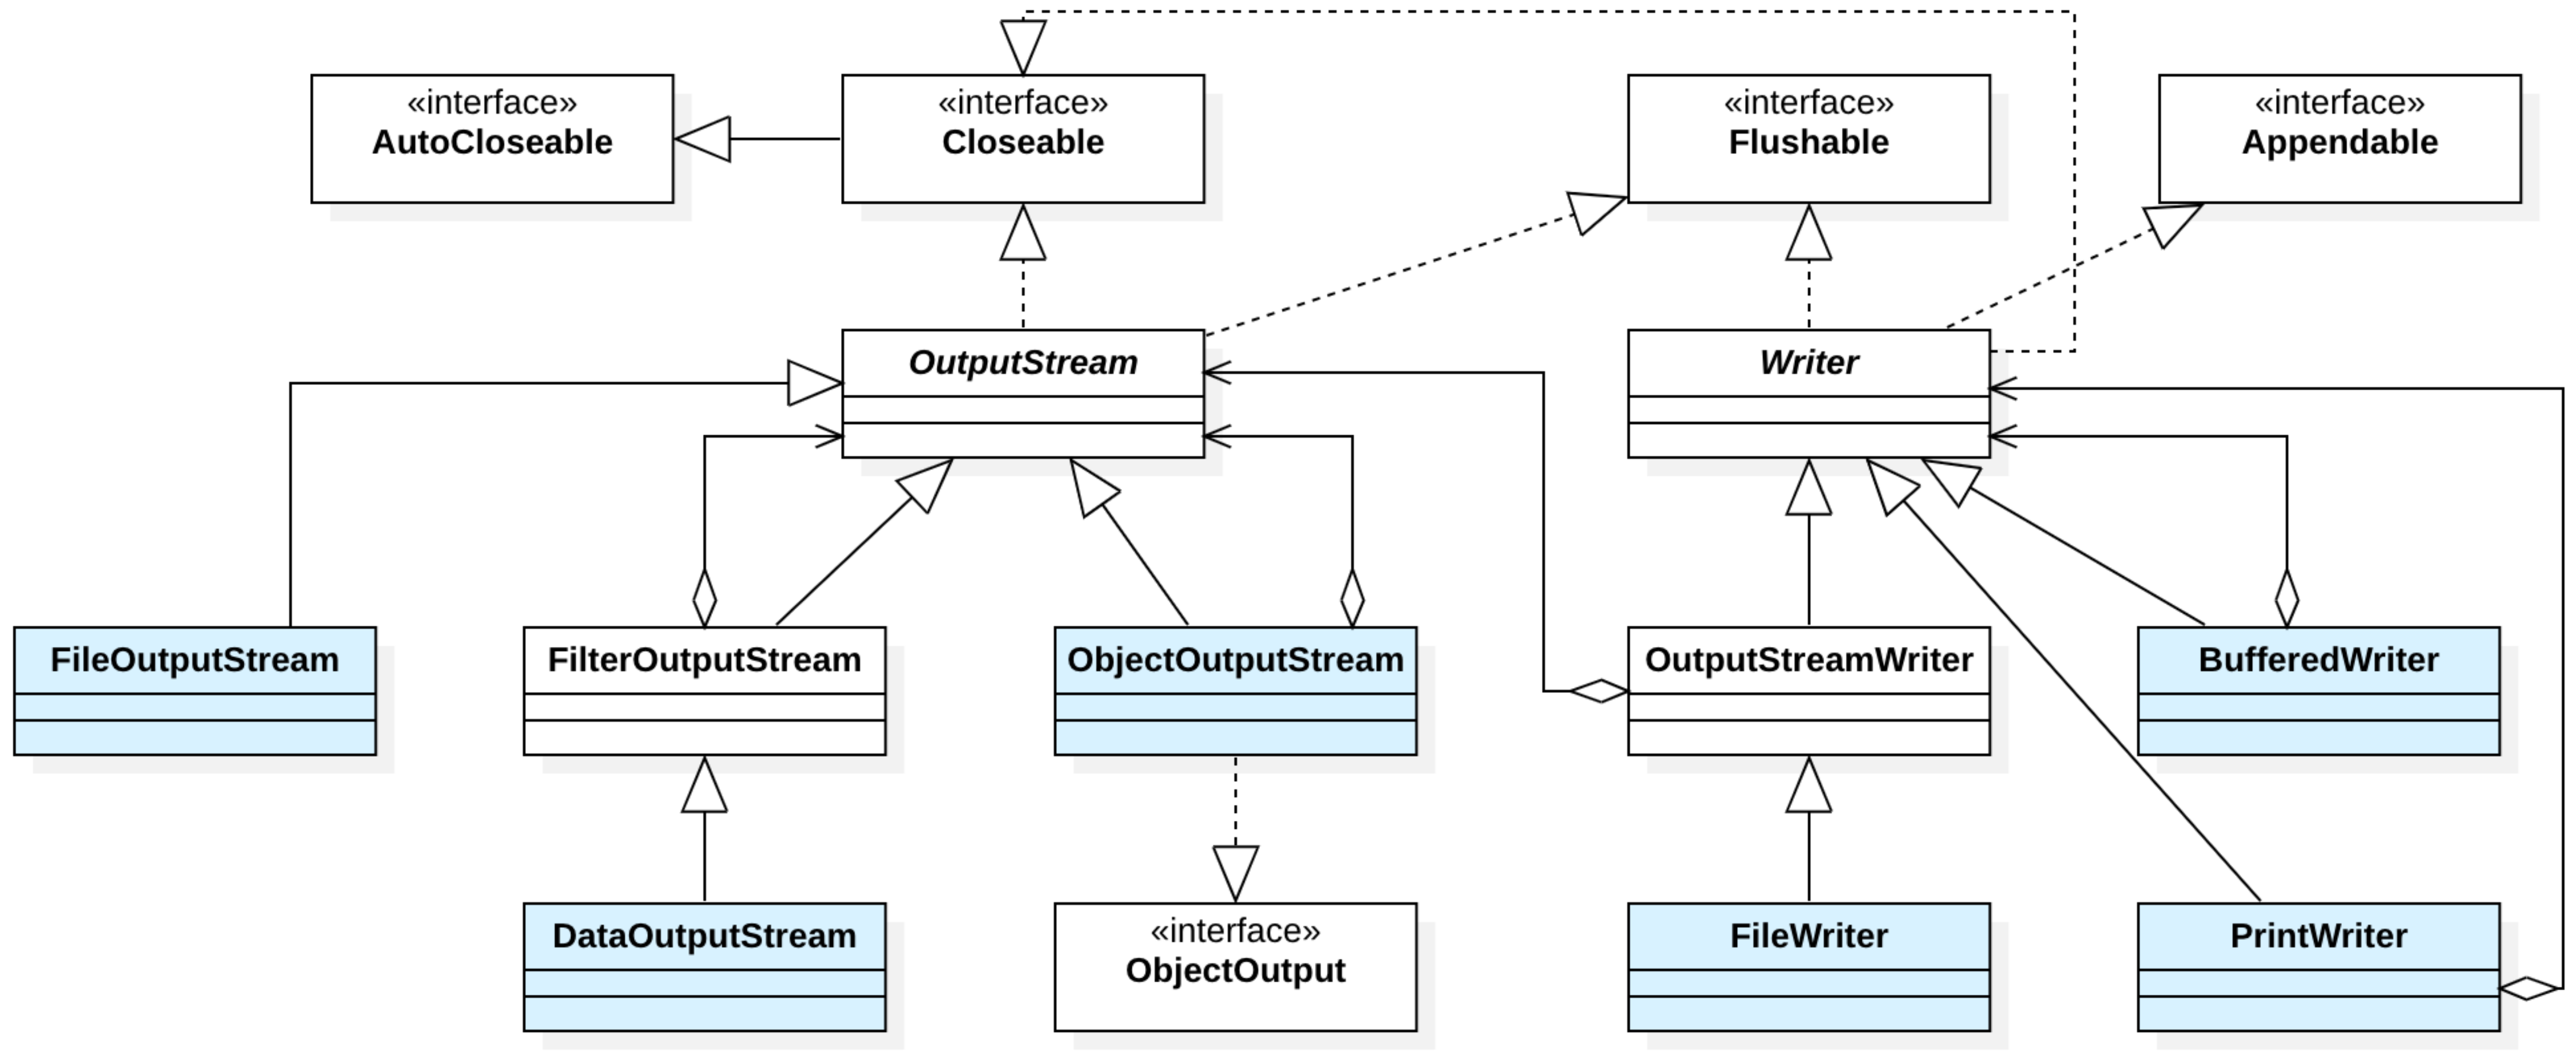 «interface»
AutoCloseable
«interface»
Closeable
«interface»
Flushable
«interface»
Appendable
OutputStream
Writer
FileOutputStream
FilterOutputStream
ObjectOutputStream
OutputStreamWriter
BufferedWriter
DataOutputStream
«interface»
ObjectOutput
FileWriter
PrintWriter